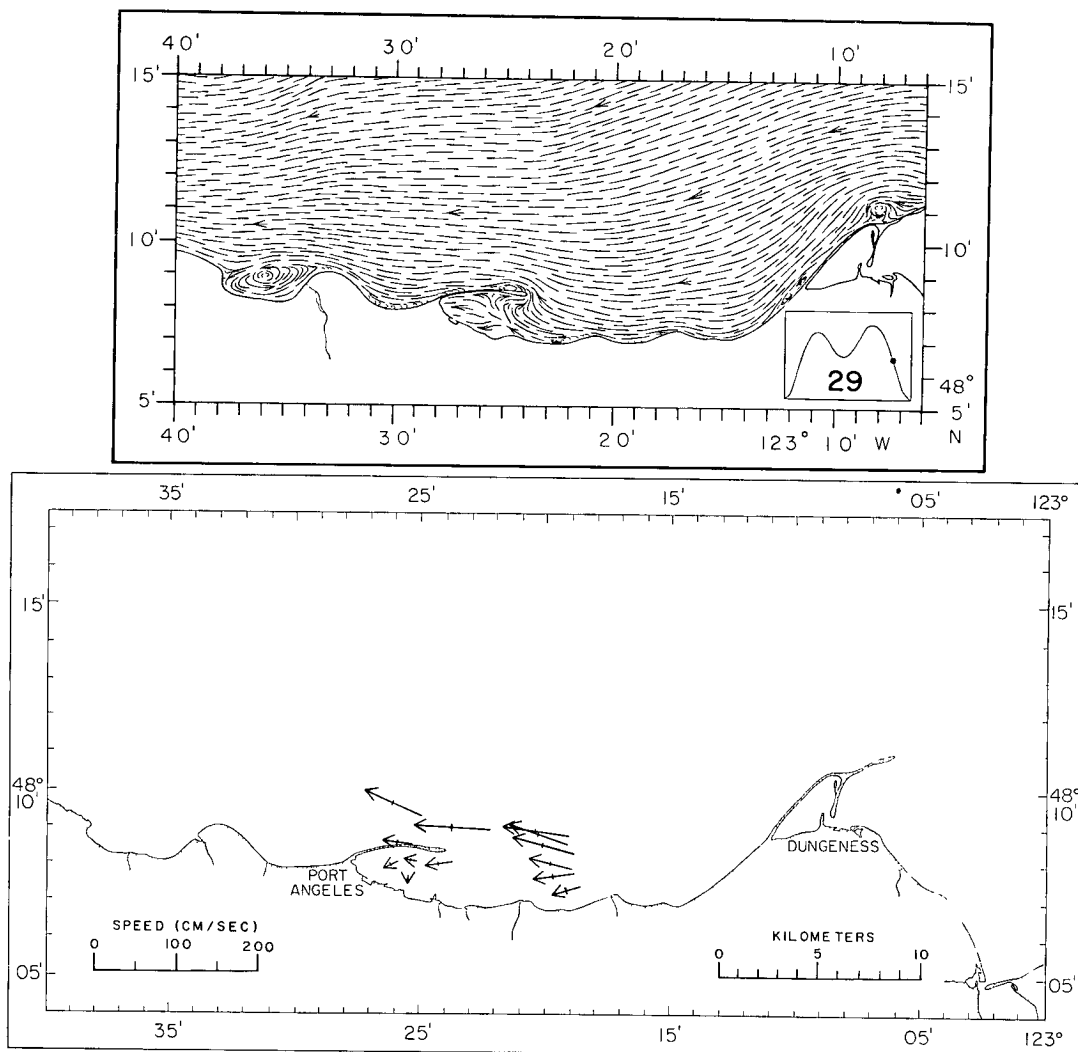 40' 30' 20' 10'
15' 15'
10' 10'
5' 48° 5'
29
40' 30' 20' 123° 10' W N
35' 25' 15' 05' 123°
15' 15'
48° 10' 48° 10'
DUNGENESS
PORT
ANGELES
SPEED (CM/SEC)
0 100 200
KILOMETERS
0 5 10
05' 05'
35' 25' 15' 05' 123°